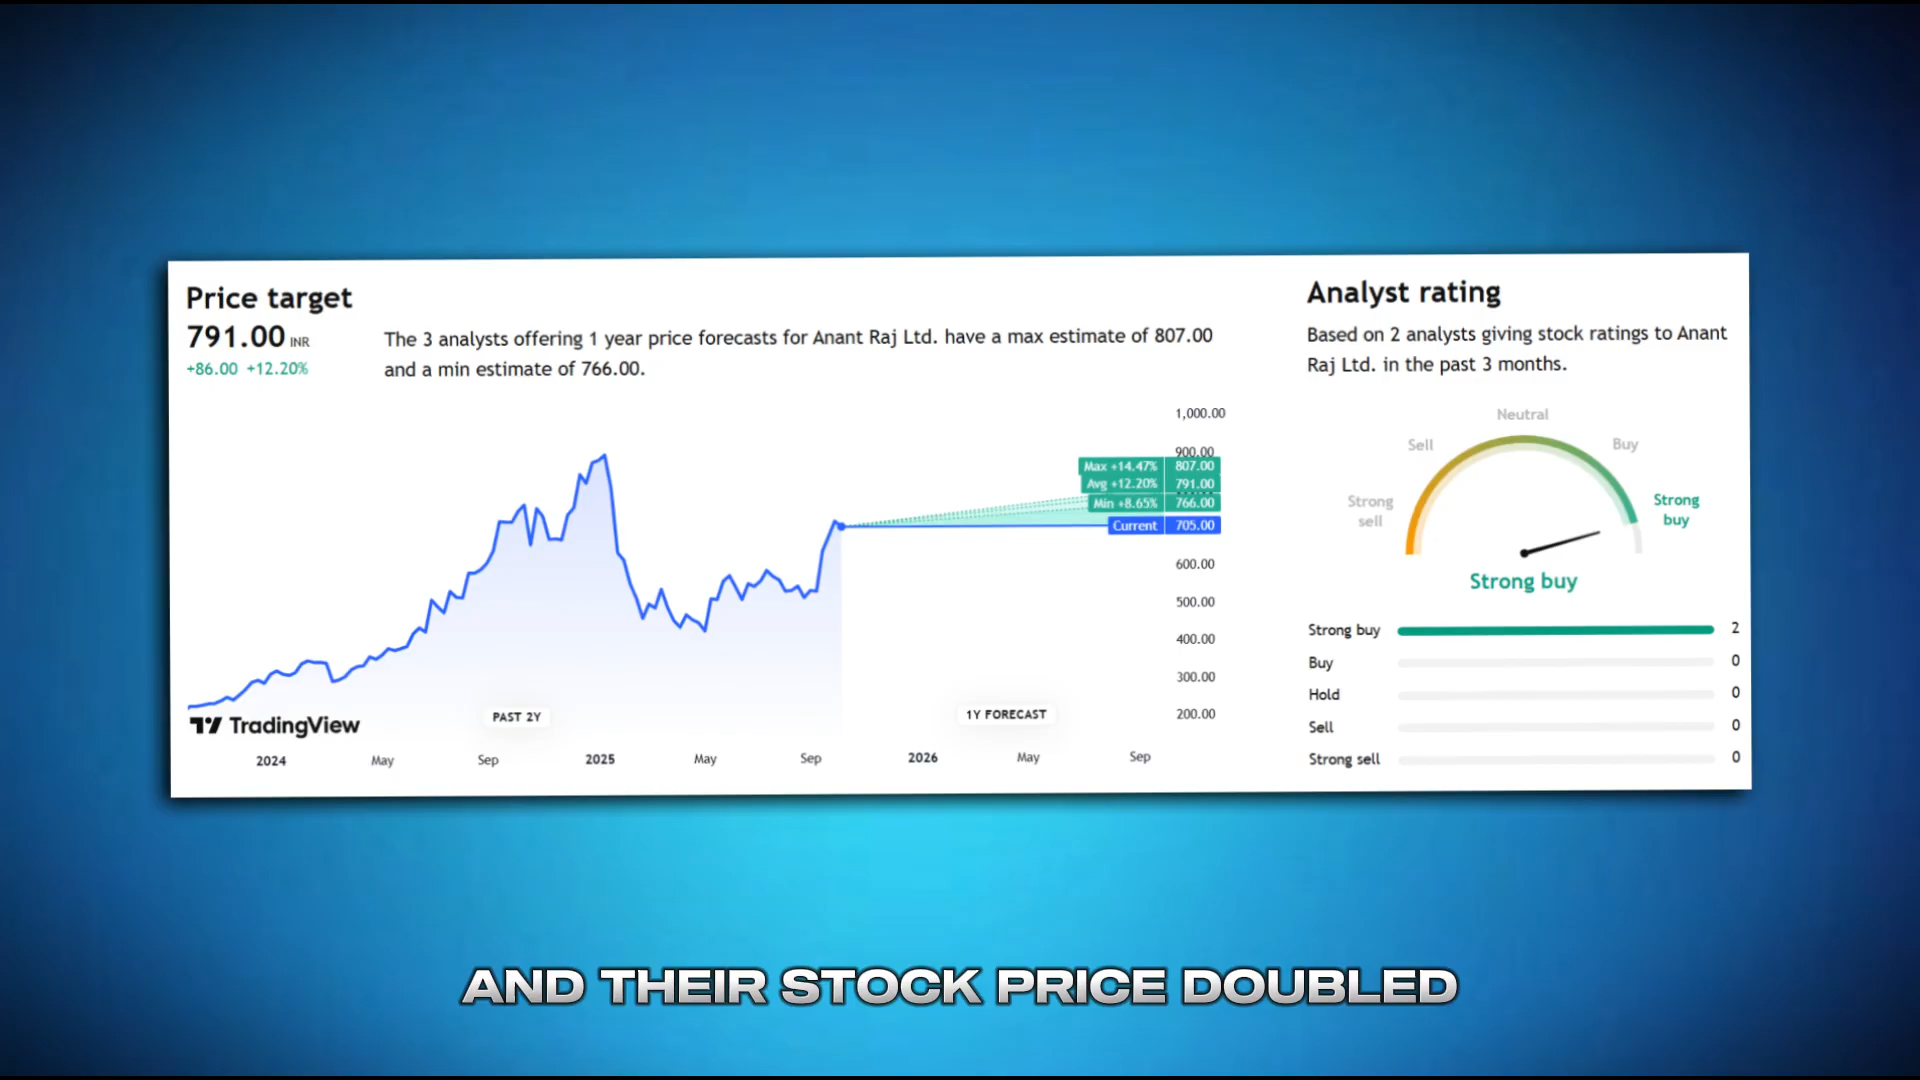 Price target
791.00 INR
+86.00 +12.20%
The 3 analysts offering 1 year price forecasts for Anant Raj Ltd. have a max estimate of 807.00
and a min estimate of 766.00.
1,000.00
900.00
Max +14.47% 807.00
Avg +12.20% 791.00
Min +8.65% 766.00
Current 705.00
600.00
500.00
400.00
300.00
200.00
PAST 2Y
1Y FORECAST
TradingView
2024 May Sep 2025 May Sep 2026 May Sep
Analyst rating
Based on 2 analysts giving stock ratings to Anant
Raj Ltd. in the past 3 months.
Neutral
Sell
Buy
Strong
sell
Strong
buy
Strong buy
Strong buy 2
Buy 0
Hold 0
Sell 0
Strong sell 0
AND THEIR STOCK PRICE DOUBLED